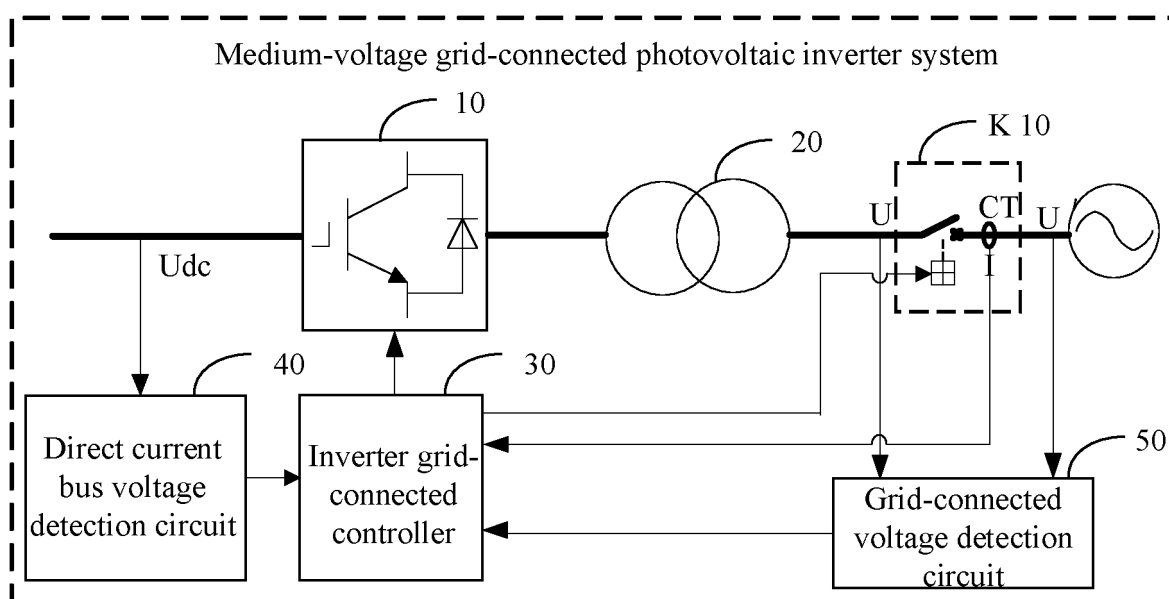 Medium-voltage grid-connected photovoltaic inverter system
10
20
K 10
U
CT
U
I
Udc
40
30
50
Direct current
bus voltage
detection circuit
Inverter grid-
connected
controller
Grid-connected
voltage detection
circuit